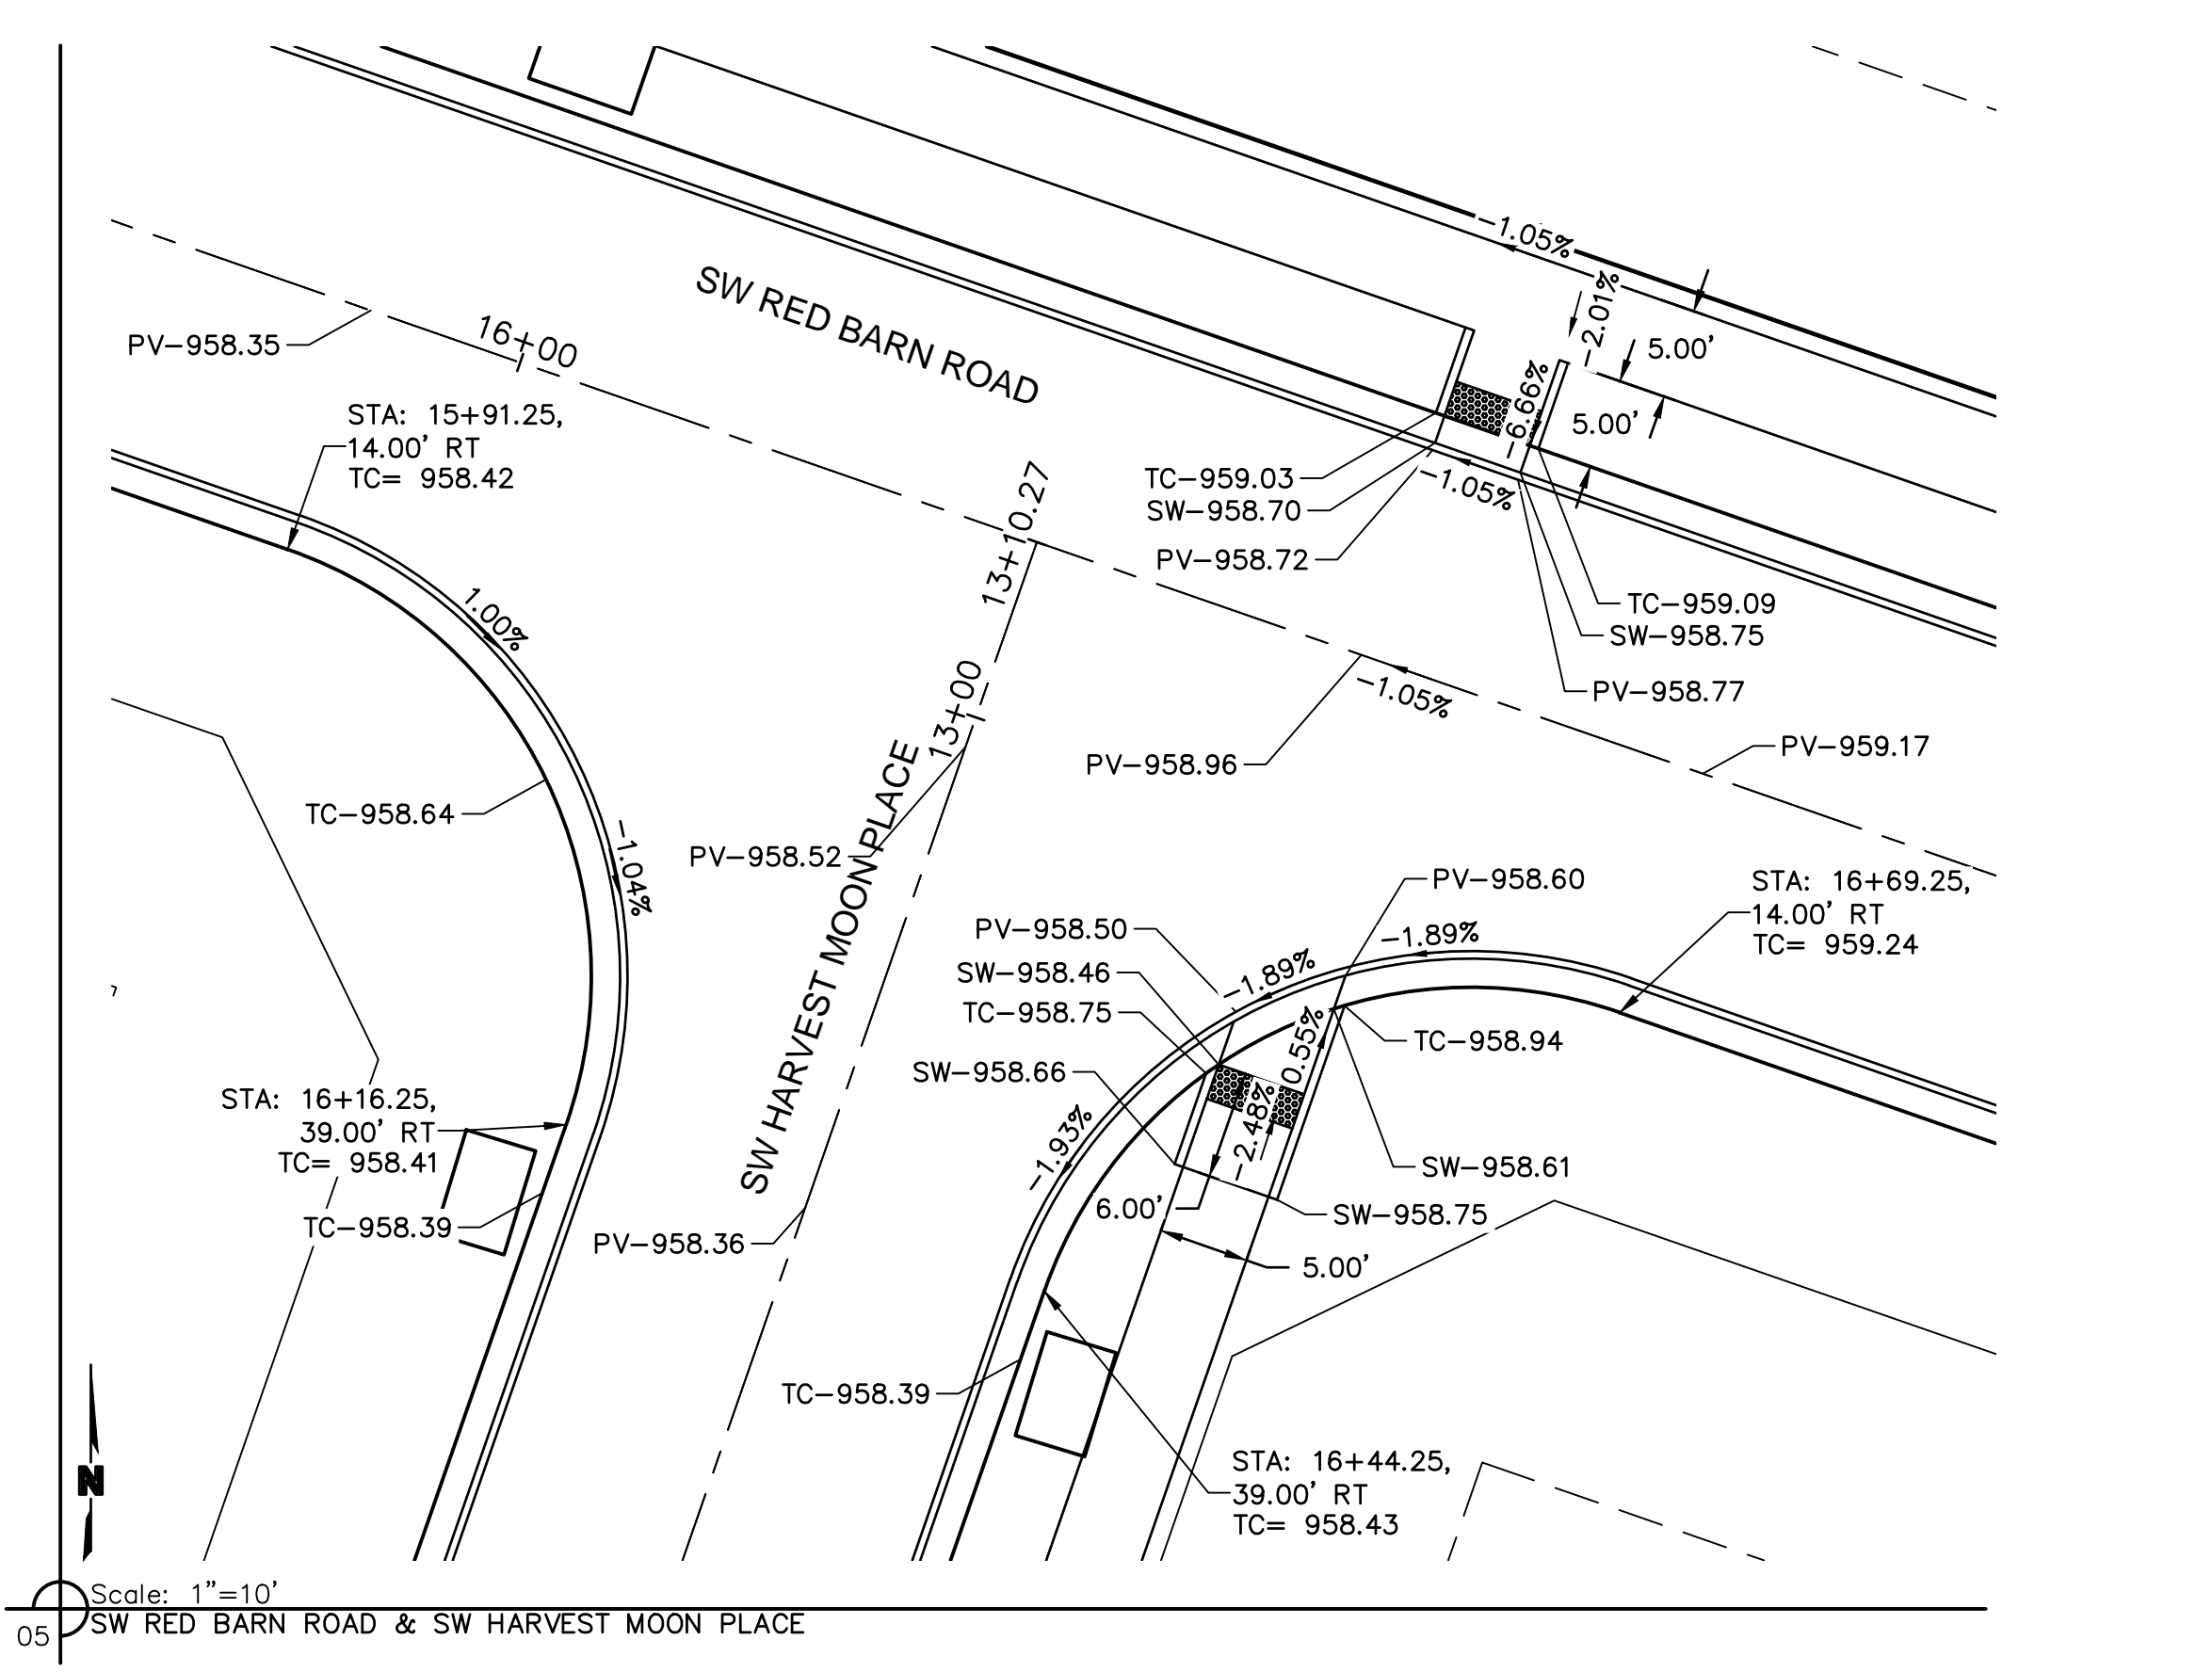 -1.05%
-2.01%
5.00'
SW RED BARN ROAD
16+00
PV-958.35
-6.66%
5.00'
STA: 15+91.25,
14.00' RT
TC= 958.42
TC-959.03
SW-958.70
-1.05%
PV-958.72
13+10.27
TC-959.09
SW-958.75
PV-958.77
1.00%
13+00
-1.05%
PV-958.96
PV-959.17
TC-958.64
PV-958.52
-1.04%
SW HARVEST MOON PLACE
PV-958.60
STA: 16+69.25,
14.00' RT
TC= 959.24
PV-958.50
-1.89%
-1.89%
SW-958.46
TC-958.75
0.55%
TC-958.94
SW-958.66
-2.48%
STA: 16+16.25,
39.00' RT
TC= 958.41
-1.93%
SW-958.61
6.00'
SW-958.75
TC-958.39
PV-958.36
5.00'
TC-958.39
STA: 16+44.25,
39.00' RT
TC= 958.43
N
Scale: 1"=10'
SW RED BARN ROAD & SW HARVEST MOON PLACE
05